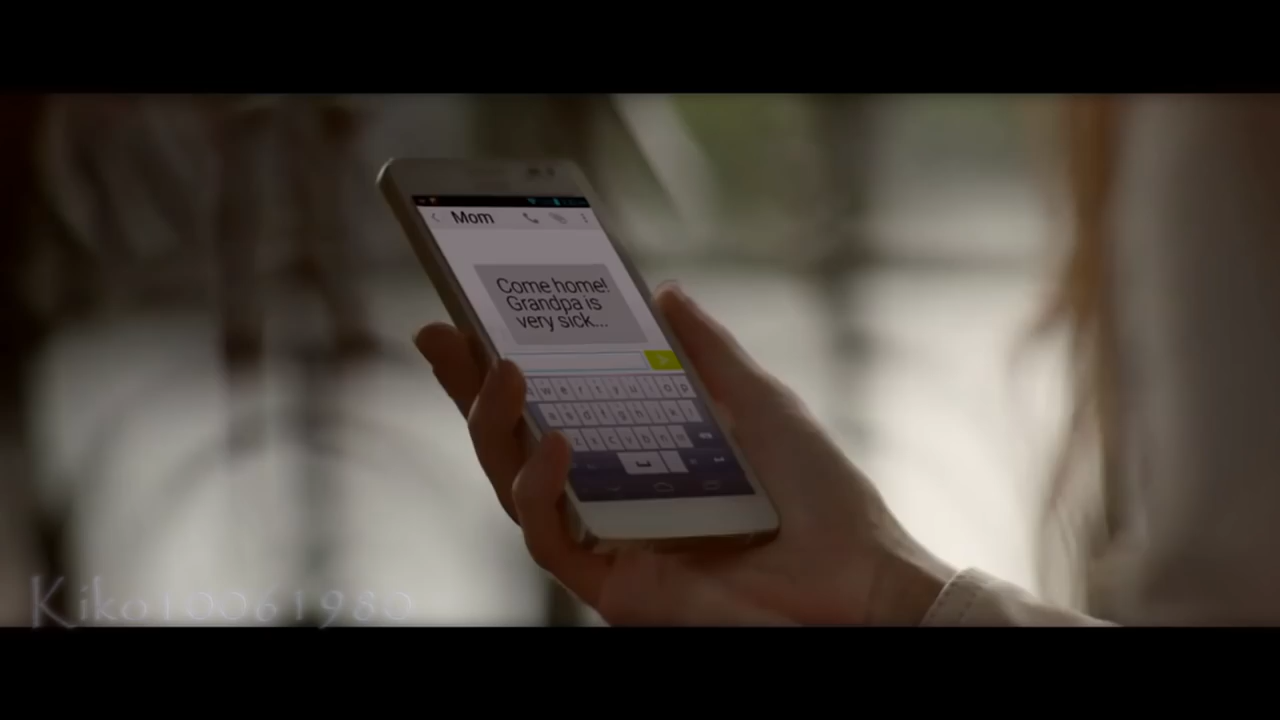 Mom
Come home!
Grandpa is
very sick...
w e r t y u i o p
a s d f g h j k l
z x c v b n m
Kiko10061980